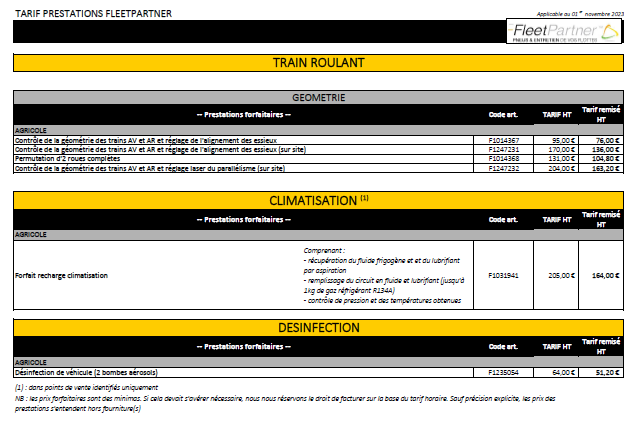 TARIF PRESTATIONS FLEETPARTNER
Applicable au 01er novembre 2023
FleetPartner
PNEUS & ENTRETIEN DE VOS FLOTTES
TRAIN ROULANT
GEOMETRIE
-- Prestations forfaitaires -- Code art. TARIF HT Tarif remisé HT
AGRICOLE
Contrôle de la géométrie des trains AV et AR et réglage de l'alignement des essieux F1014367 95,00 € 76,00 €
Contrôle de la géométrie des trains AV et AR et réglage de l'alignement des essieux (sur site) F1247231 170,00 € 136,00 €
Permutation d'2 roues complètes F1014368 131,00 € 104,80 €
Contrôle de la géométrie des trains AV et AR et réglage laser du parallélisme (sur site) F1247232 204,00 € 163,20 €
CLIMATISATION (1)
-- Prestations forfaitaires -- Code art. TARIF HT Tarif remisé HT
AGRICOLE
Forfait recharge climatisation
Comprenant :
- récupération du fluide frigogène et et du lubrifiant
par aspiration
- remplissage du circuit en fluide et lubrifiant (jusqu'à
1kg de gaz réfrigérant R134A)
- contrôle de pression et des températures obtenues
F1031941 205,00 € 164,00 €
DESINFECTION
-- Prestations forfaitaires -- Code art. TARIF HT Tarif remisé HT
AGRICOLE
Désinfection de véhicule (2 bombes aérosols) F1235054 64,00 € 51,20 €
(1) : dans points de vente identifiés uniquement
NB : les prix forfaitaires sont des minimas. Si cela devait s'avérer nécessaire, nous nous réservons le droit de facturer sur la base du tarif horaire. Sauf précision explicite, les prix des
prestations s'entendent hors fourniture(s)